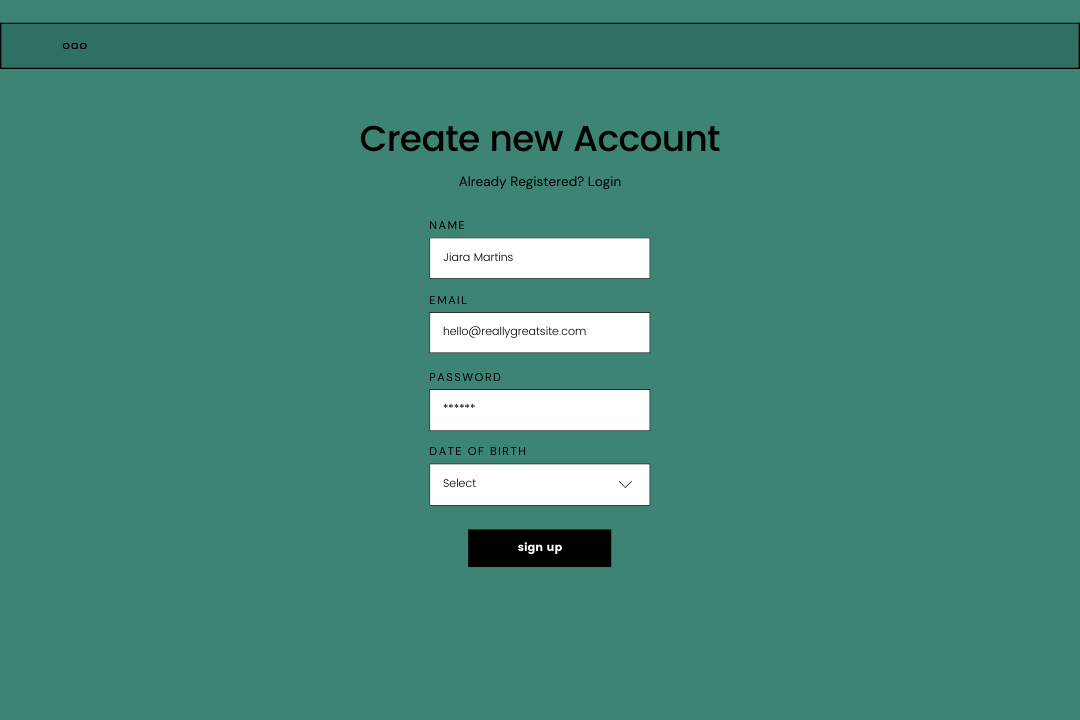 Create new Account
Already Registered? Login
NAME
Jiara Martins
EMAIL
hello@reallygreatsite.com
PASSWORD
******
DATE OF BIRTH
Select
sign up